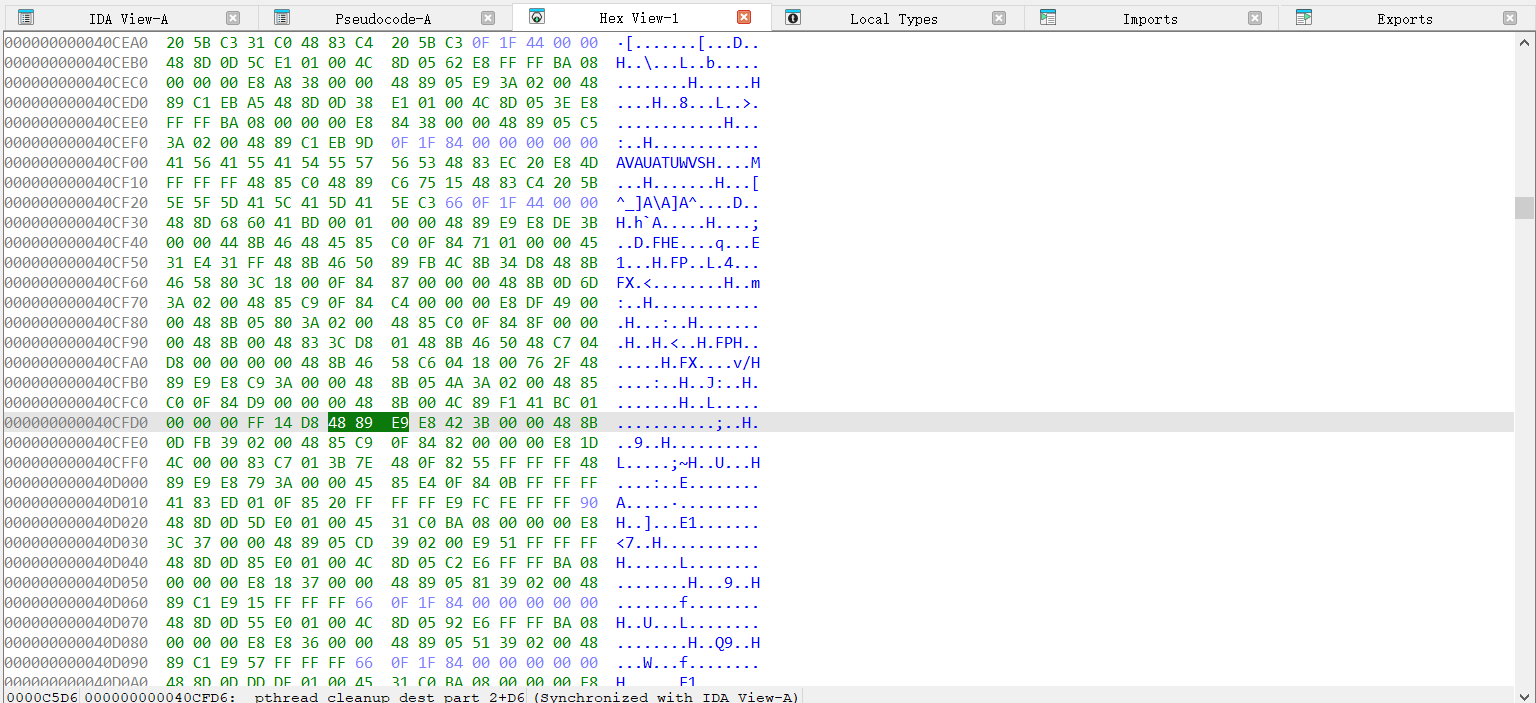 IDA View-A Pseudocode-A Hex View-1 Local Types Imports Exports
000000000040CEA0 20 5B C3 31 C0 48 83 C4 20 5B C3 0F 1F 44 00 00 ·[.......[...D..
000000000040CEB0 48 8D 0D 5C E1 01 00 4C 8D 05 62 E8 FF FF BA 08 H..\...L..b.....
000000000040CEC0 00 00 00 E8 A8 38 00 00 48 89 05 E9 3A 02 00 48 ........H......H
000000000040CED0 89 C1 EB A5 48 8D 0D 38 E1 01 00 4C 8D 05 3E E8 ....H..8...L..>.
000000000040CEE0 FF FF BA 08 00 00 00 E8 84 38 00 00 48 89 05 C5 ............H...
000000000040CEF0 3A 02 00 48 89 C1 EB 9D 0F 1F 84 00 00 00 00 00 :..H............
000000000040CF00 41 56 41 55 41 54 55 57 56 53 48 83 EC 20 E8 4D AVAUATUWVSH....M
000000000040CF10 FF FF FF 48 85 C0 48 89 C6 75 15 48 83 C4 20 5B ...H.......H...[
000000000040CF20 5E 5F 5D 41 5C 41 5D 41 5E C3 66 0F 1F 44 00 00 ^_]A\A]A^....D..
000000000040CF30 48 8D 68 60 41 BD 00 01 00 00 48 89 E9 E8 DE 3B H.h`A.....H....;
000000000040CF40 00 00 44 8B 46 48 45 85 C0 0F 84 71 01 00 00 45 ..D.FHE....q...E
000000000040CF50 31 E4 31 FF 48 8B 46 50 89 FB 4C 8B 34 D8 48 8B 1...H.FP..L.4...
000000000040CF60 46 58 80 3C 18 00 0F 84 87 00 00 00 48 8B 0D 6D FX.<........H..m
000000000040CF70 3A 02 00 48 85 C9 0F 84 C4 00 00 00 E8 DF 49 00 :..H............
000000000040CF80 00 48 8B 05 80 3A 02 00 48 85 C0 0F 84 8F 00 00 .H...:..H.......
000000000040CF90 00 48 8B 00 48 83 3C D8 01 48 8B 46 50 48 C7 04 .H..H.<..H.FPH..
000000000040CFA0 D8 00 00 00 00 48 8B 46 58 C6 04 18 00 76 2F 48 .....H.FX....v/H
000000000040CFB0 89 E9 E8 C9 3A 00 00 48 8B 05 4A 3A 02 00 48 85 ....:..H..J:..H.
000000000040CFC0 C0 0F 84 D9 00 00 00 48 8B 00 4C 89 F1 41 BC 01 .......H..L.....
000000000040CFD0 00 00 00 FF 14 D8 48 89 E9 E8 42 3B 00 00 48 8B ...........;..H.
000000000040CFE0 0D FB 39 02 00 48 85 C9 0F 84 82 00 00 00 E8 1D ..9..H..........
000000000040CFF0 4C 00 00 83 C7 01 3B 7E 48 0F 82 55 FF FF FF 48 L.....;~H..U...H
000000000040D000 89 E9 E8 79 3A 00 00 45 85 E4 0F 84 0B FF FF FF ....:..E........
000000000040D010 41 83 ED 01 0F 85 20 FF FF FF E9 FC FE FF FF 90 A.....·.........
000000000040D020 48 8D 0D 5D E0 01 00 45 31 C0 BA 08 00 00 00 E8 H..]...E1.......
000000000040D030 3C 37 00 00 48 89 05 CD 39 02 00 E9 51 FF FF FF <7..H...........
000000000040D040 48 8D 0D 85 E0 01 00 4C 8D 05 C2 E6 FF FF BA 08 H......L........
000000000040D050 00 00 00 E8 18 37 00 00 48 89 05 81 39 02 00 48 ........H...9..H
000000000040D060 89 C1 E9 15 FF FF FF 66 0F 1F 84 00 00 00 00 00 .......f........
000000000040D070 48 8D 0D 55 E0 01 00 4C 8D 05 92 E6 FF FF BA 08 H..U...L........
000000000040D080 00 00 00 E8 E8 36 00 00 48 89 05 51 39 02 00 48 ........H..Q9..H
000000000040D090 89 C1 E9 57 FF FF FF 66 0F 1F 84 00 00 00 00 00 ...W...f........
000000000040D0A0 48 8D 0D DD DF 01 00 45 31 C0 BA 08 00 00 00 E8 H......E1.......
0000C5D6 000000000040CFD6: pthread cleanup dest part 2+D6 (Synchronized with IDA View-A)